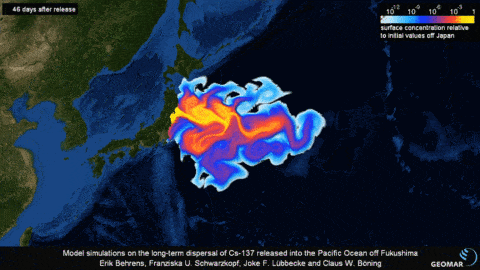 46 days after release
10⁻¹² 10⁻⁹ 10⁻⁶ 10⁻³ 1
surface concentration relative
to initial values off Japan
Model simulations on the long-term dispersal of Cs-137 released into the Pacific Ocean off Fukushima
Erik Behrens, Franziska U. Schwarzkopf, Joke F. Lübbecke and Claus W. Böning
GEOMAR